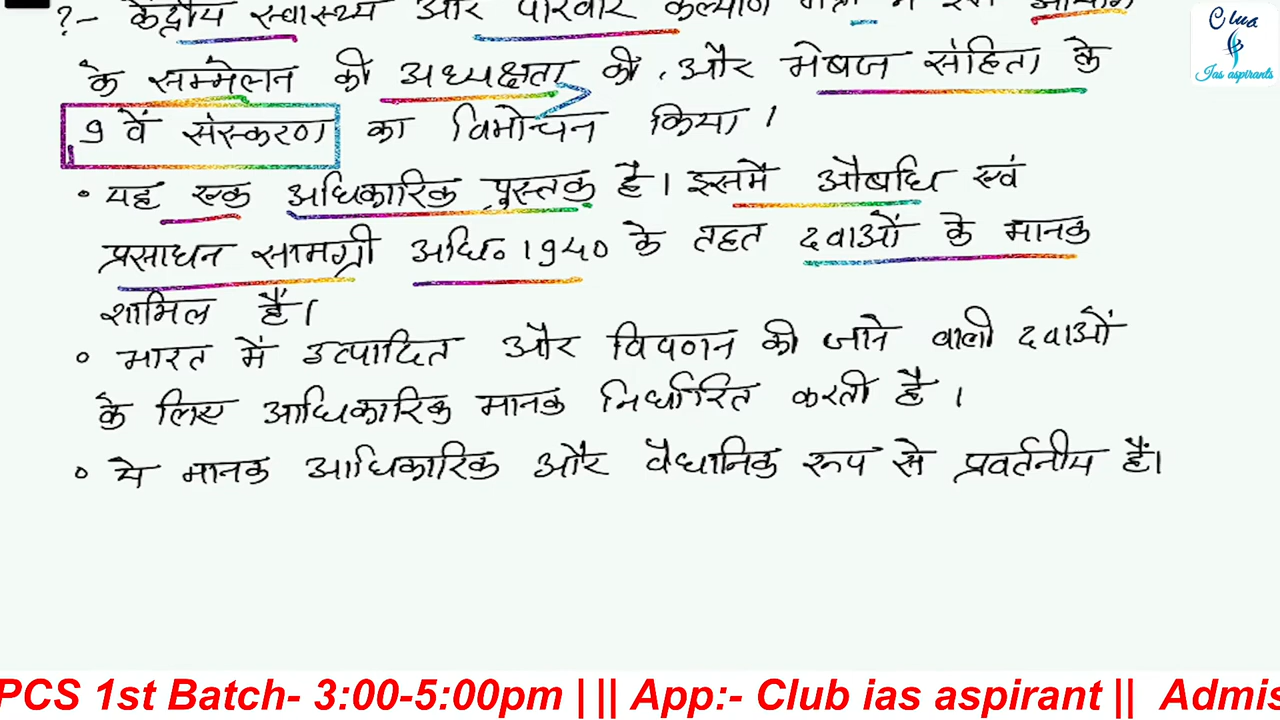 ?- केंद्रीय स्वास्थ्य और परिवार कल्याण
के सम्मेलन की अध्यक्षता की, और भेषज संहिता के
9 वें संस्करण का विमोचन किया।
• यह एक अधिकारिक पुस्तक है। इसमें औषधि एवं
प्रसाधन सामग्री अधि० 1940 के तहत दवाओं के मानक
शामिल हैं।
• भारत में उत्पादित और विपणन की जाने वाली दवाओं
के लिए आधिकारिक मानक निर्धारित करती है।
• ये मानक आधिकारिक और वैधानिक रूप से प्रवर्तनीय हैं।
Club
Ias aspirants
PCS 1st Batch- 3:00-5:00pm | || App:- Club ias aspirant || Admis